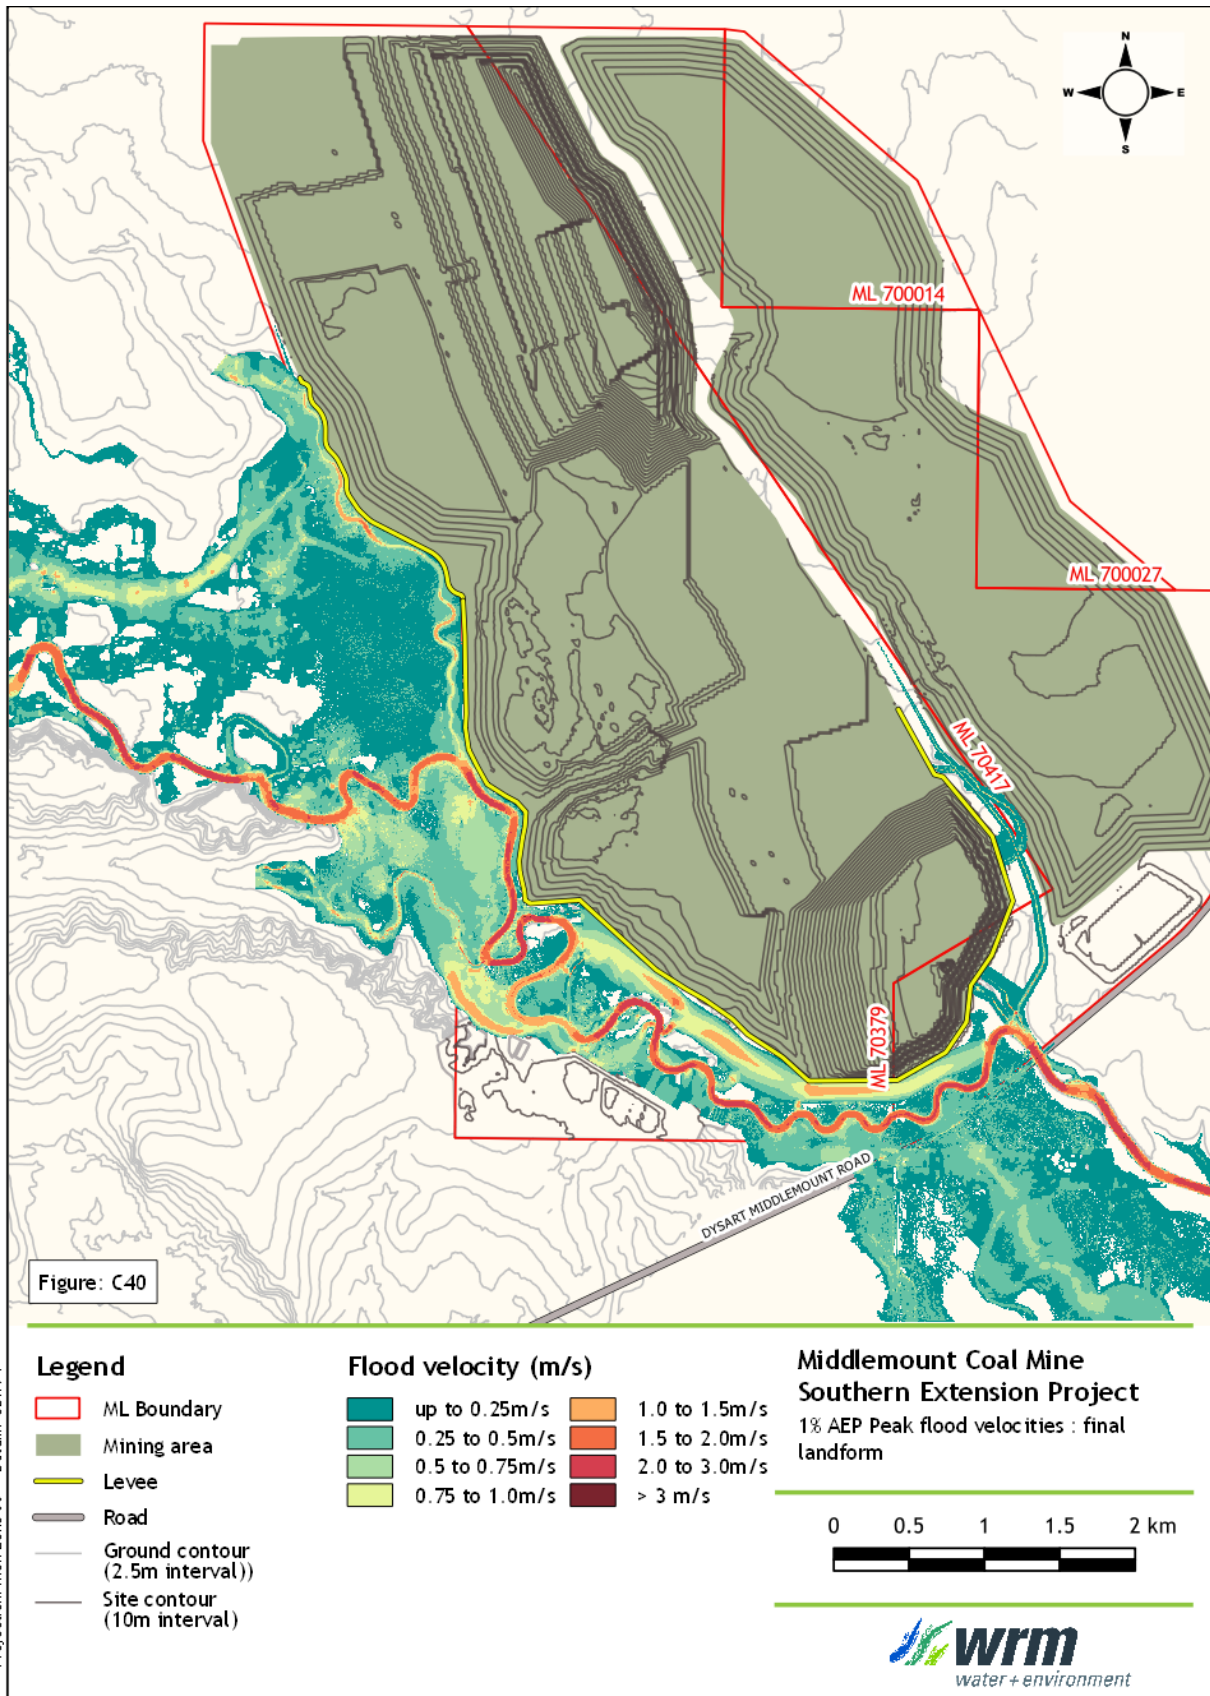 N
W E
S
ML 700014
ML 700027
ML 70417
ML 70379
DYSART MIDDLEMOUNT ROAD
Figure: C40
Legend
ML Boundary
Mining area
Levee
Road
Ground contour
(2.5m interval))
Site contour
(10m interval)
Flood velocity (m/s)
up to 0.25m/s
0.25 to 0.5m/s
0.5 to 0.75m/s
0.75 to 1.0m/s
1.0 to 1.5m/s
1.5 to 2.0m/s
2.0 to 3.0m/s
> 3 m/s
Middlemount Coal Mine
Southern Extension Project
1% AEP Peak flood velocities : final
landform
0 0.5 1 1.5 2 km
wrm
water + environment